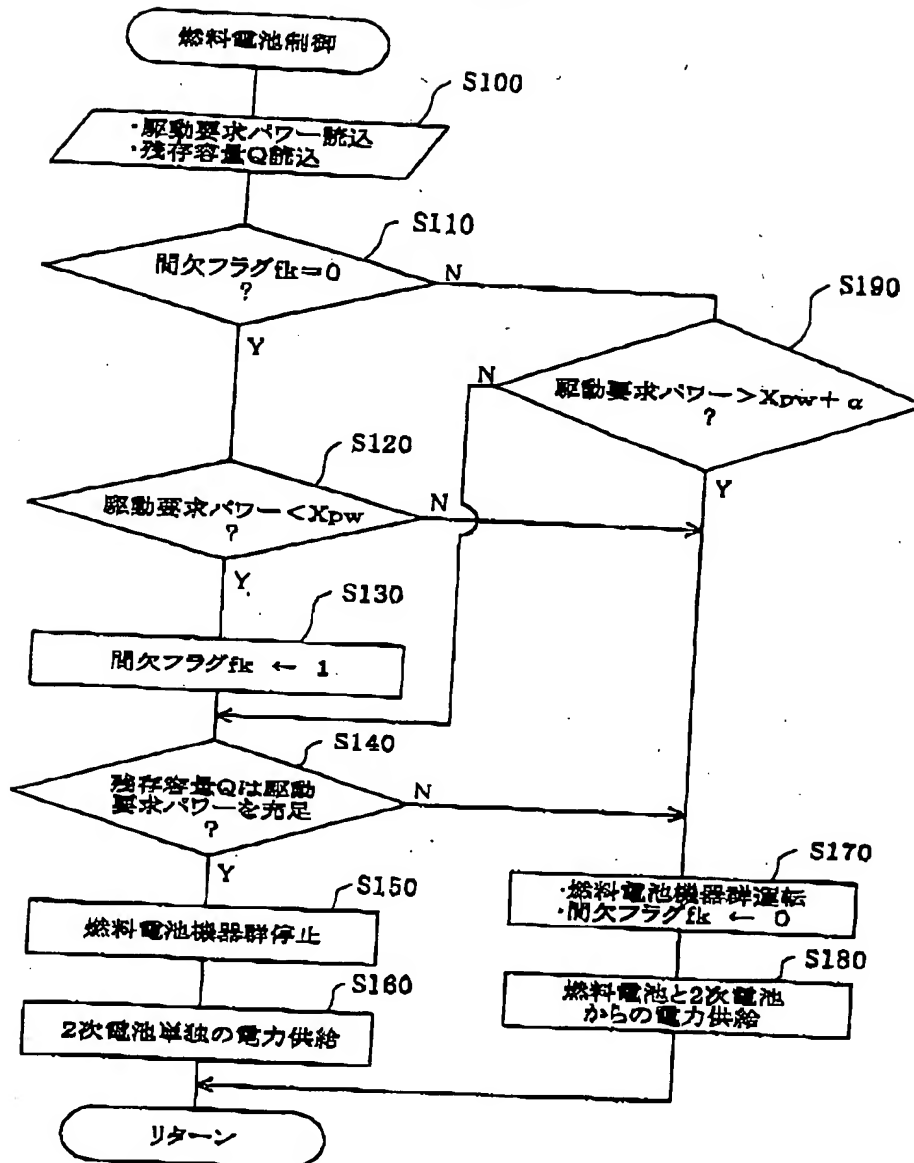 燃料電池制御
S100
・駆動要求パワー読込
・残存容量Q読込
S110
間欠フラグfk=0
?
N
Y
S190
駆動要求パワー>Xpw+α
?
N
Y
S120
駆動要求パワー<Xpw
?
N
Y
S130
間欠フラグfk ← 1
S140
残存容量Qは駆動
要求パワーを充足
?
N
Y
S150
燃料電池機器群停止
S160
2次電池単独の電力供給
S170
・燃料電池機器群運転
・間欠フラグfk ← 0
S180
燃料電池と2次電池
からの電力供給
リターン